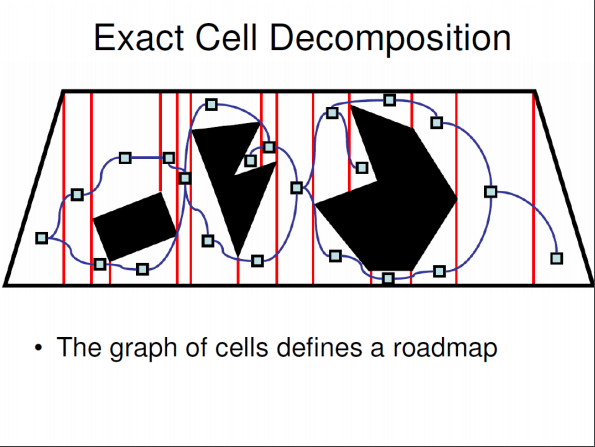 Exact Cell Decomposition
• The graph of cells defines a roadmap